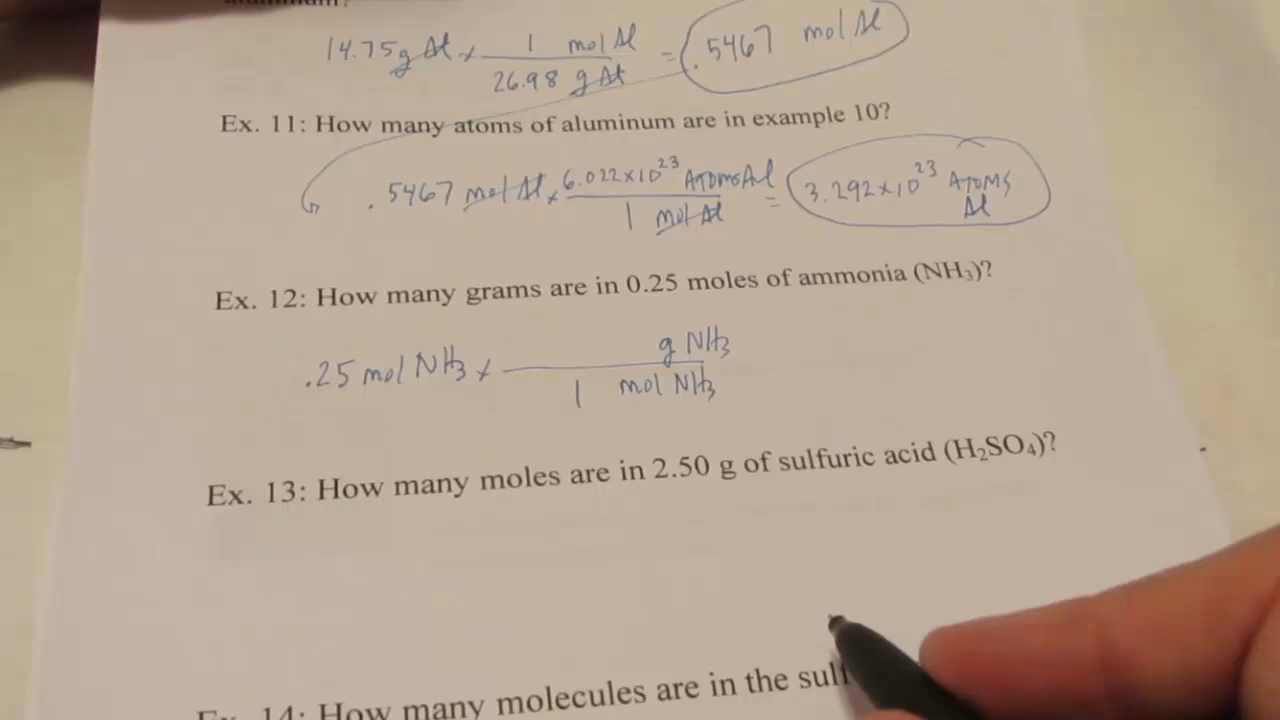 14.75g Al x 1 mol Al / 26.98 g Al = .5467 mol Al
Ex. 11: How many atoms of aluminum are in example 10?
.5467 mol Al x 6.022x10^23 ATOMS Al / 1 mol Al = 3.292x10^23 ATOMS Al
Ex. 12: How many grams are in 0.25 moles of ammonia (NH₃)?
.25 mol NH₃ x g NH₃ / 1 mol NH₃
Ex. 13: How many moles are in 2.50 g of sulfuric acid (H₂SO₄)?
Ex. 14: How many molecules are in the sulf